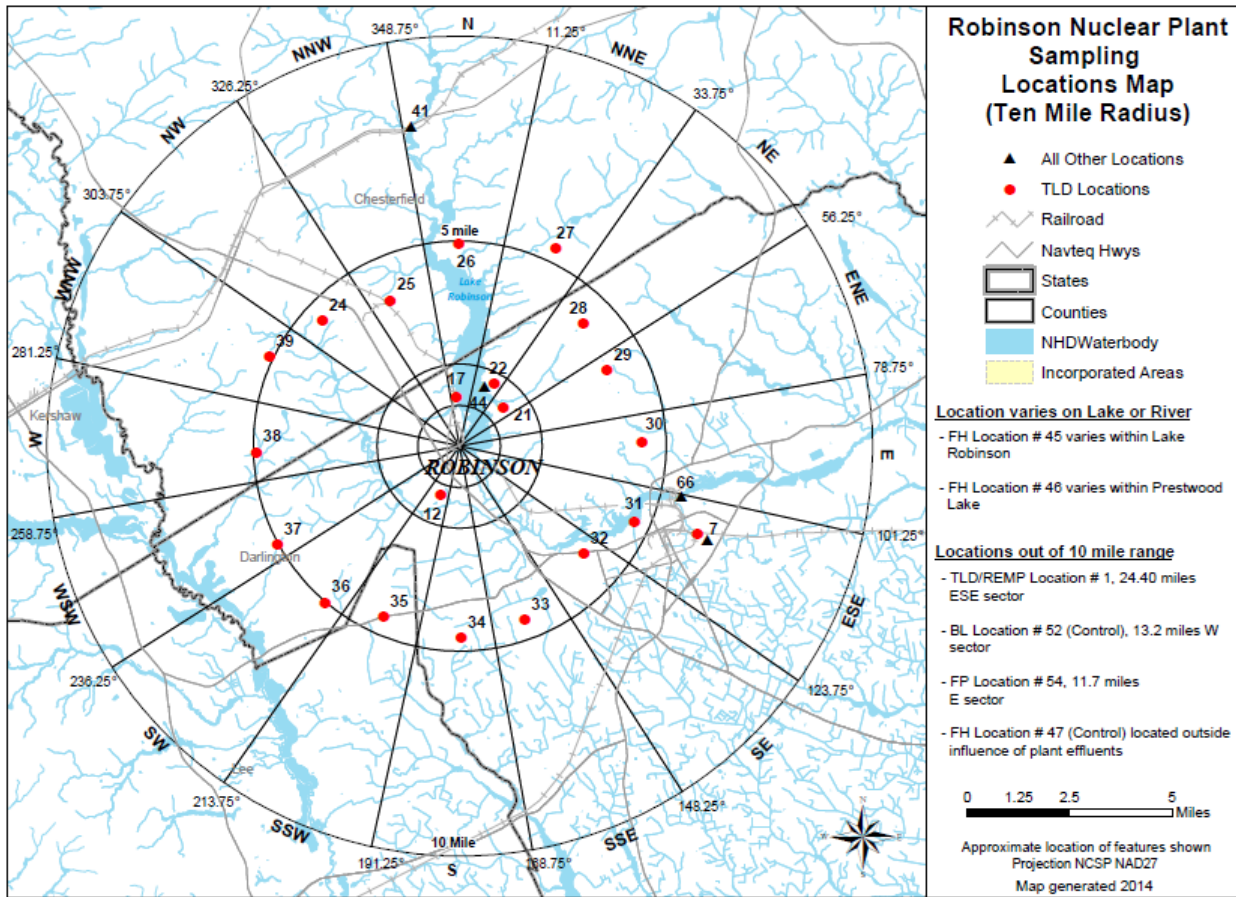 348.75°
N
11.25°
NNW
NNE
326.25°
33.75°
41
NW
NE
303.75°
Chesterfield
56.25°
5 mile
27
26
WNW
25
Lake
Robinson
ENE
24
28
39
29
281.25°
78.75°
22
17
44
21
Kershaw
W
38
30
E
ROBINSON
66
12
31
7
258.75°
37
Darlington
32
101.25°
WSW
36
35
33
ESE
34
236.25°
123.75°
SW
SE
Lee
213.75°
148.25°
SSW
SSE
10 Mile
191.25°
S
168.75°
N
W
E
S
Robinson Nuclear Plant
Sampling
Locations Map
(Ten Mile Radius)
All Other Locations
TLD Locations
Railroad
Navteq Hwys
States
Counties
NHDWaterbody
Incorporated Areas
Location varies on Lake or River
- FH Location # 45 varies within Lake
Robinson
- FH Location # 46 varies within Prestwood
Lake
Locations out of 10 mile range
- TLD/REMP Location # 1, 24.40 miles
ESE sector
- BL Location # 52 (Control), 13.2 miles W
sector
- FP Location # 54, 11.7 miles
E sector
- FH Location # 47 (Control) located outside
influence of plant effluents
0 1.25 2.5 5
Miles
Approximate location of features shown
Projection NCSP NAD27
Map generated 2014